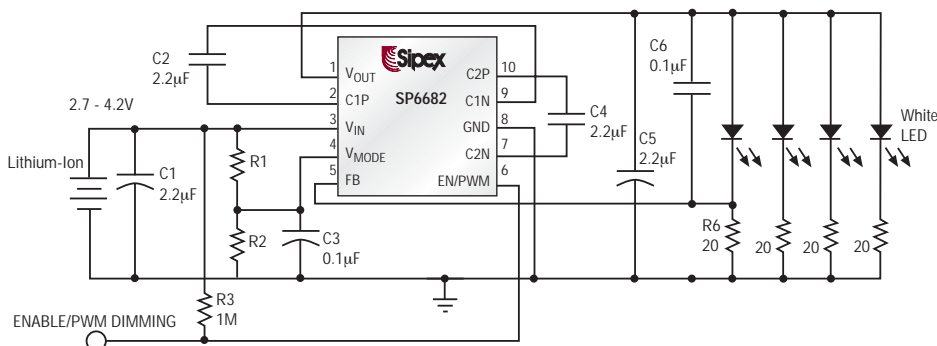 C2
2.2µF
2.7 - 4.2V
Lithium-Ion
C1
2.2µF
R1
R2
C3
0.1µF
R3
1M
ENABLE/PWM DIMMING
Sipex
SP6682
1
VOUT
2
C1P
3
VIN
4
VMODE
5
FB
10
C2P
9
C1N
8
GND
7
C2N
6
EN/PWM
C4
2.2µF
C5
2.2µF
C6
0.1µF
White
LED
R6
20
20
20
20